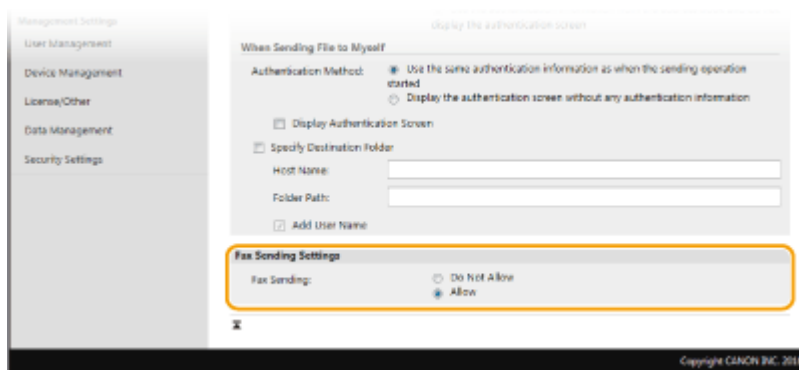 Management Settings
User Management
Device Management
License/Other
Data Management
Security Settings
display the authentication screen
When Sending File to Myself
Authentication Method:
Use the same authentication information as when the sending operation
started
Display the authentication screen without any authentication information
Display Authentication Screen
Specify Destination Folder
Host Name:
Folder Path:
Add User Name
Fax Sending Settings
Fax Sending:
Do Not Allow
Allow
Copyright CANON INC.